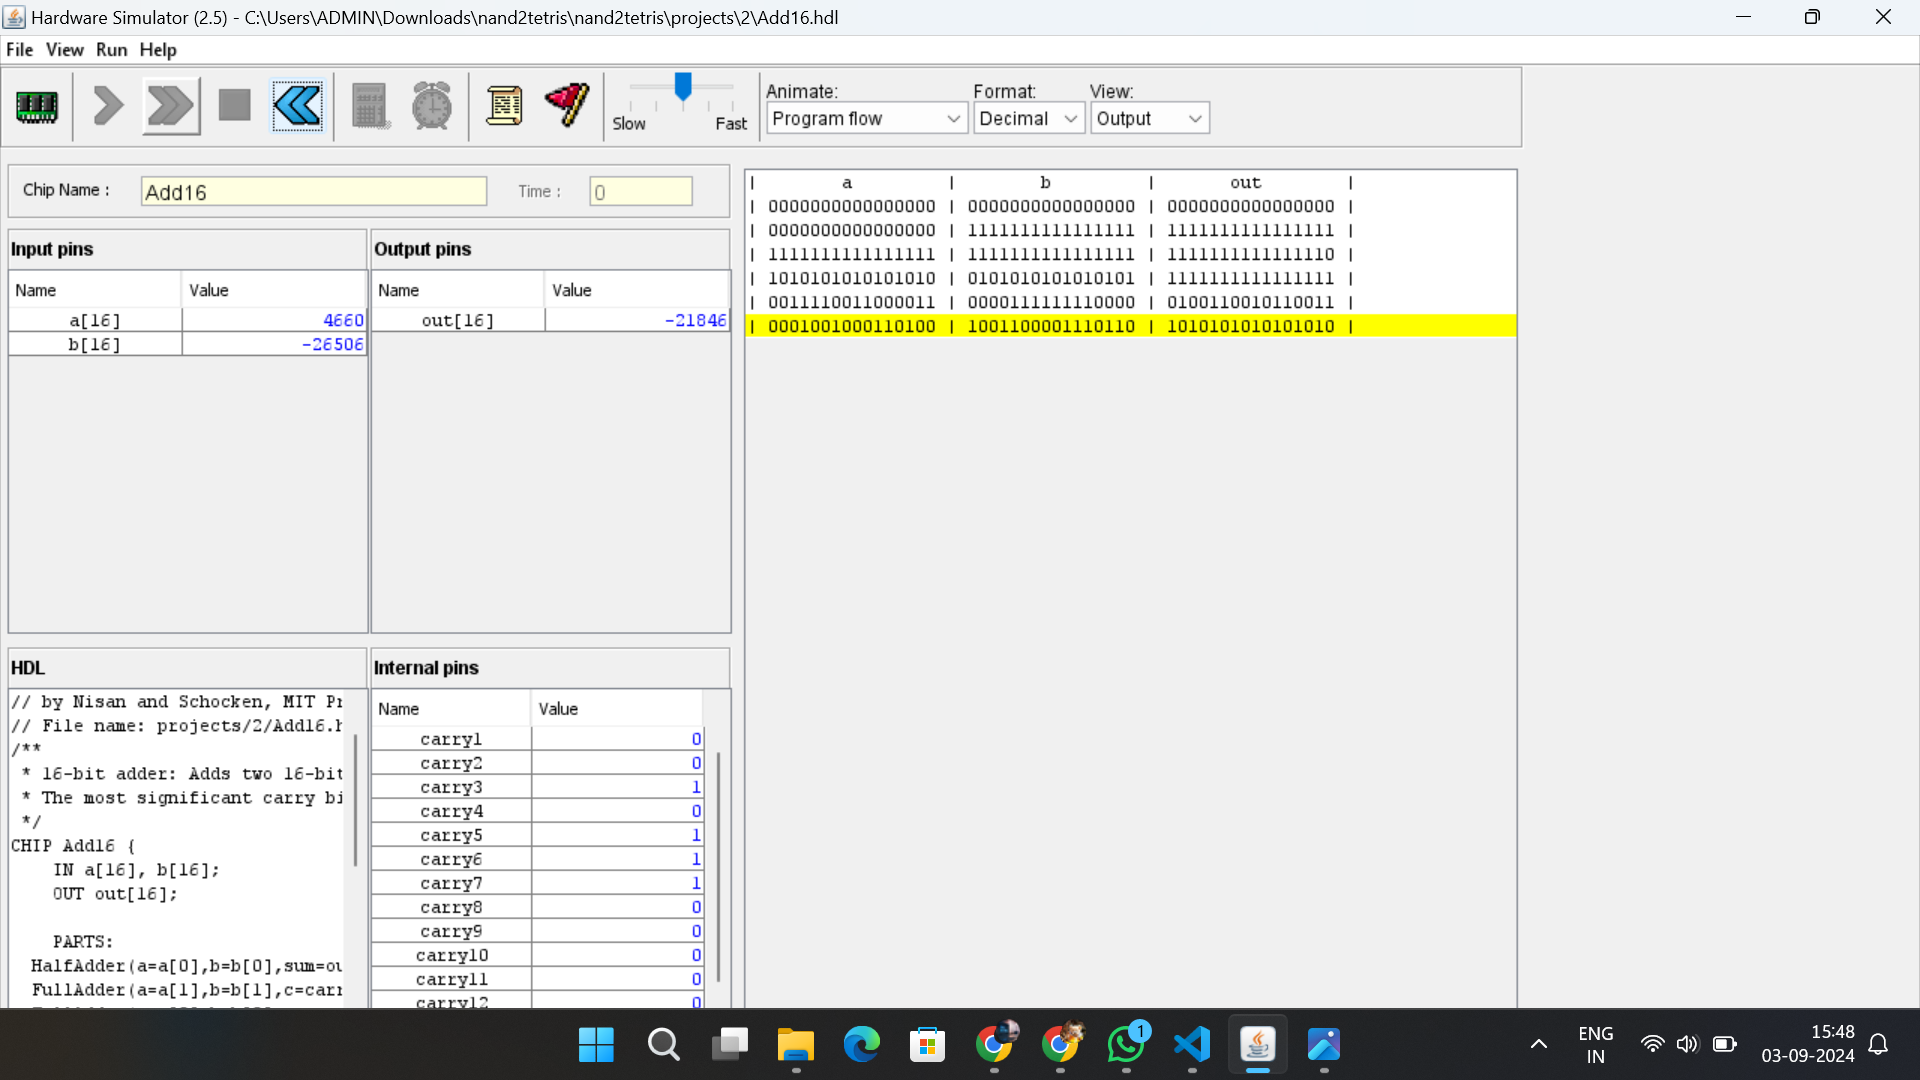 Hardware Simulator (2.5) - C:\Users\ADMIN\Downloads\nand2tetris\nand2tetris\projects\2\Add16.hdl
File View Run Help
Slow Fast
Animate: Format: View:
Program flow Decimal Output
Chip Name : Add16 Time : 0
Input pins
Name Value
a[16] 4660
b[16] -26506
Output pins
Name Value
out[16] -21846
| a | b | out |
| 0000000000000000 | 0000000000000000 | 0000000000000000 |
| 0000000000000000 | 1111111111111111 | 1111111111111111 |
| 1111111111111111 | 1111111111111111 | 1111111111111110 |
| 1010101010101010 | 0101010101010101 | 1111111111111111 |
| 0011110011000011 | 0000111111110000 | 0100110010110011 |
| 0001001000110100 | 1001100001110110 | 1010101010101010 |
HDL
// by Nisan and Schocken, MIT Pr
// File name: projects/2/Add16.h
/**
* 16-bit adder: Adds two 16-bit
* The most significant carry bi
*/
CHIP Add16 {
IN a[16], b[16];
OUT out[16];
PARTS:
HalfAdder(a=a[0],b=b[0],sum=ou
FullAdder(a=a[1],b=b[1],c=carr
Internal pins
Name Value
carry1 0
carry2 0
carry3 1
carry4 0
carry5 1
carry6 1
carry7 1
carry8 0
carry9 0
carry10 0
carry11 0
carry12 0
1
ENG
IN
15:48
03-09-2024